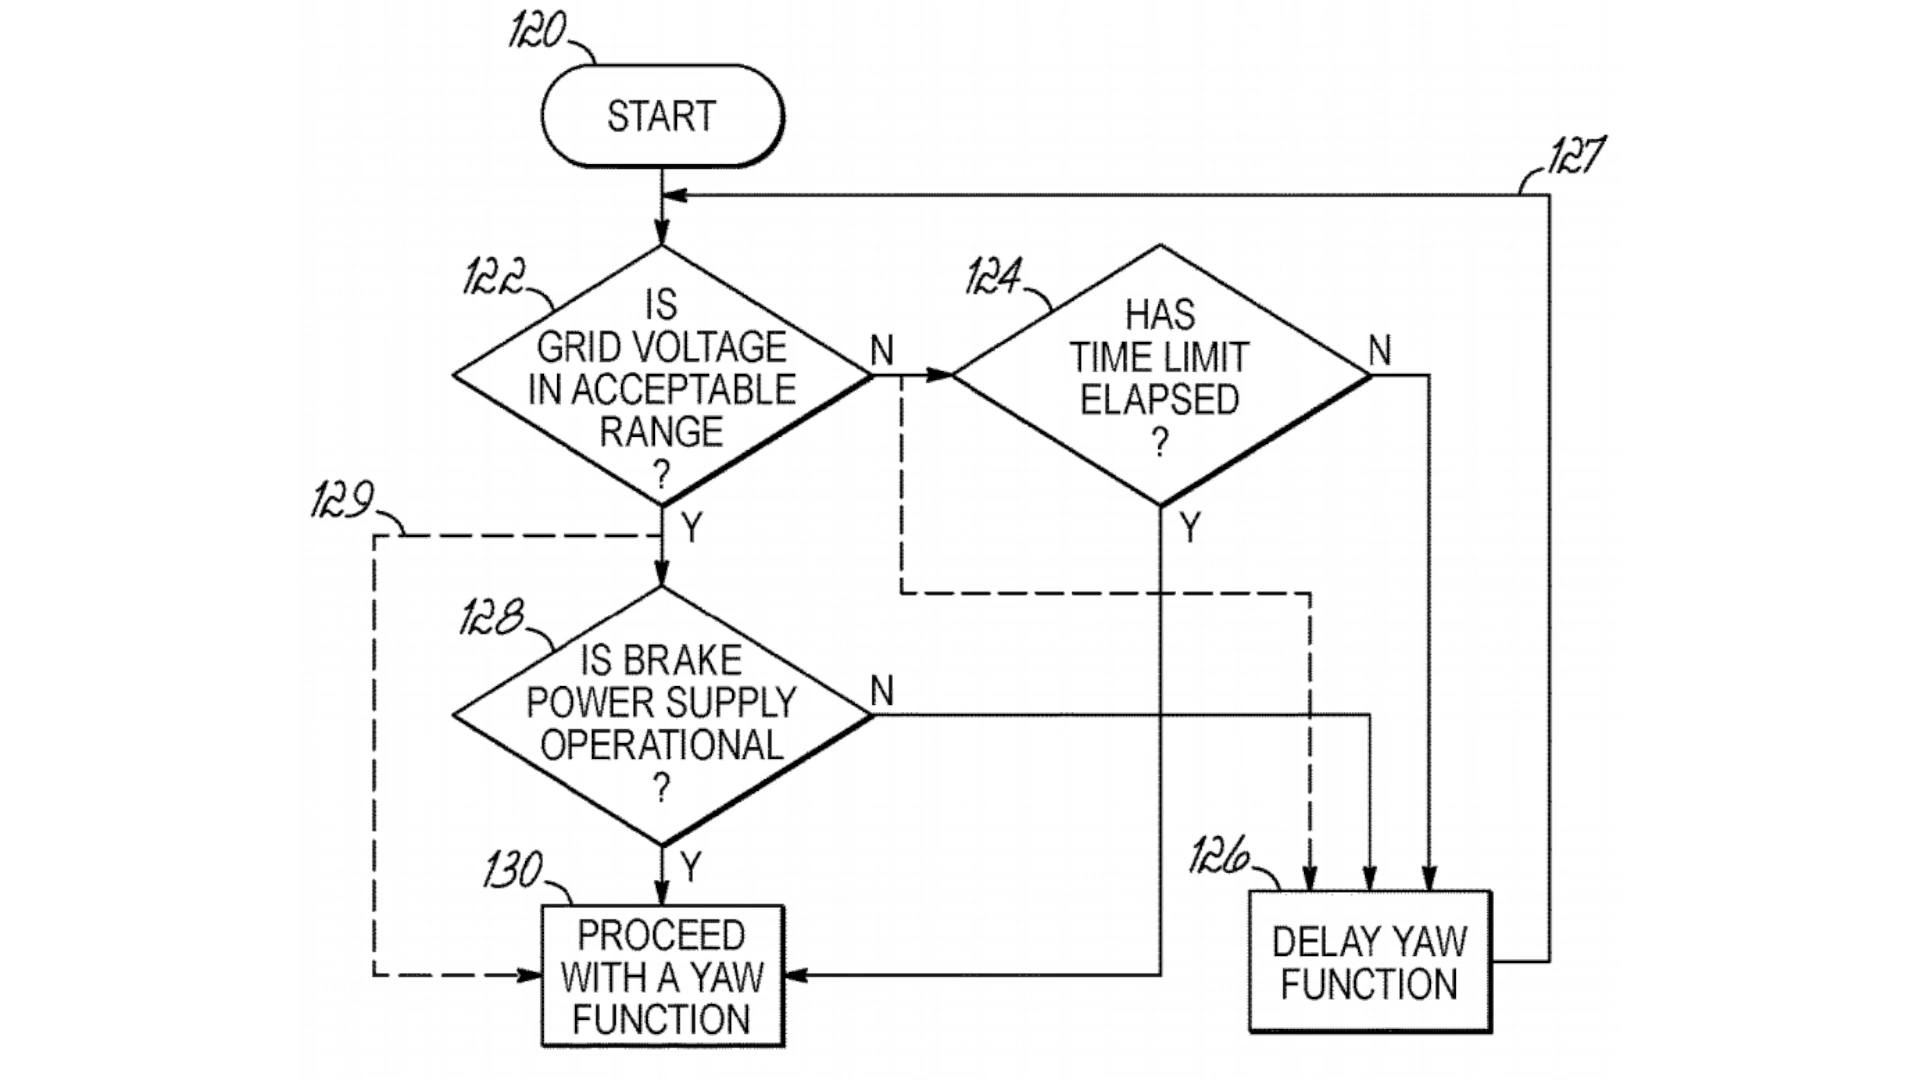 120
START
127
122
IS
GRID VOLTAGE
IN ACCEPTABLE
RANGE
?
N
Y
124
HAS
TIME LIMIT
ELAPSED
?
N
Y
129
128
IS BRAKE
POWER SUPPLY
OPERATIONAL
?
N
Y
130
PROCEED
WITH A YAW
FUNCTION
126
DELAY YAW
FUNCTION